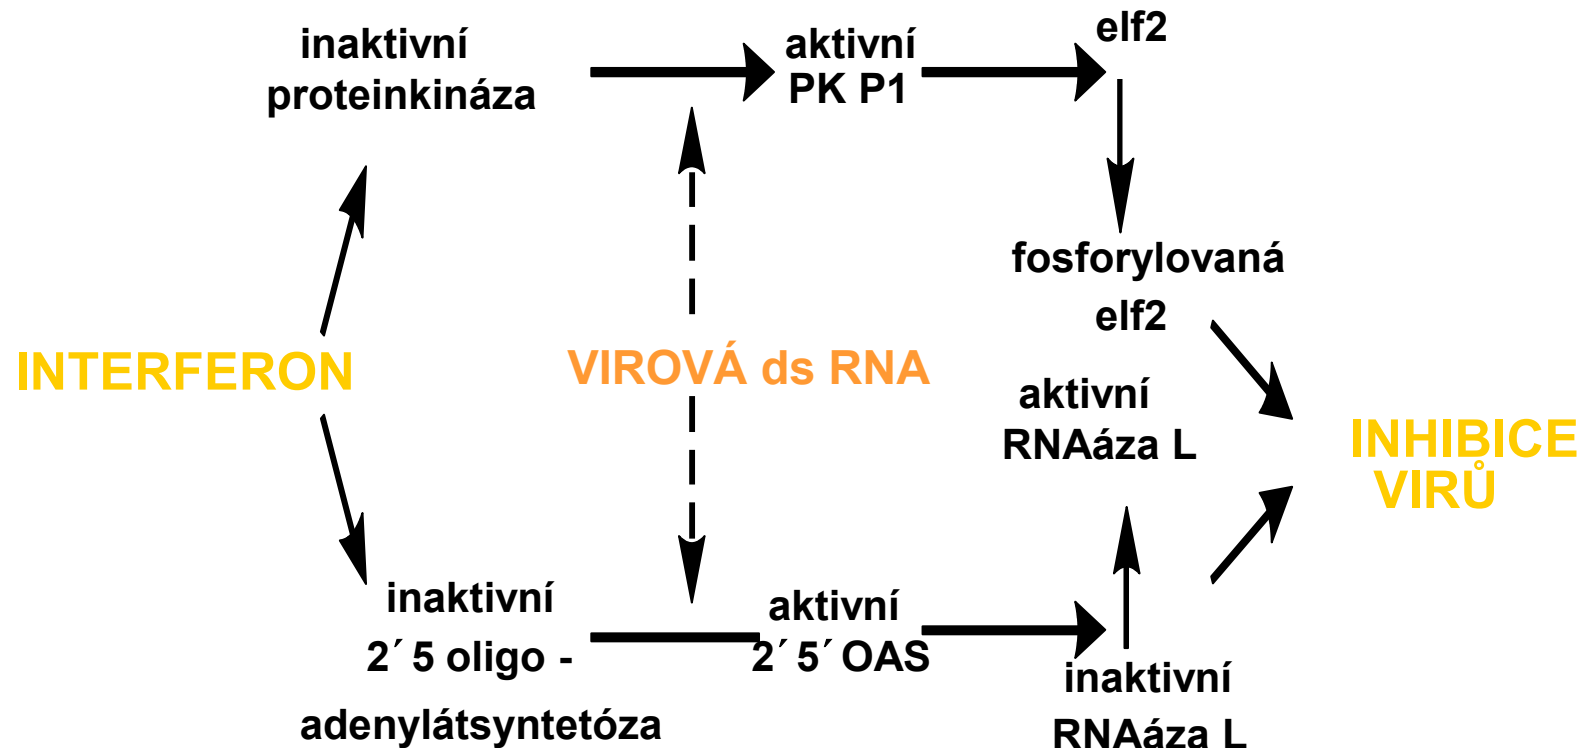 inaktivní
proteinkináza
aktivní
PK P1
elf2
fosforylovaná
elf2
INTERFERON
VIROVÁ ds RNA
aktivní
RNAáza L
INHIBICE
VIRŮ
inaktivní
2´ 5 oligo -
adenylátsyntetóza
aktivní
2´ 5´ OAS
inaktivní
RNAáza L